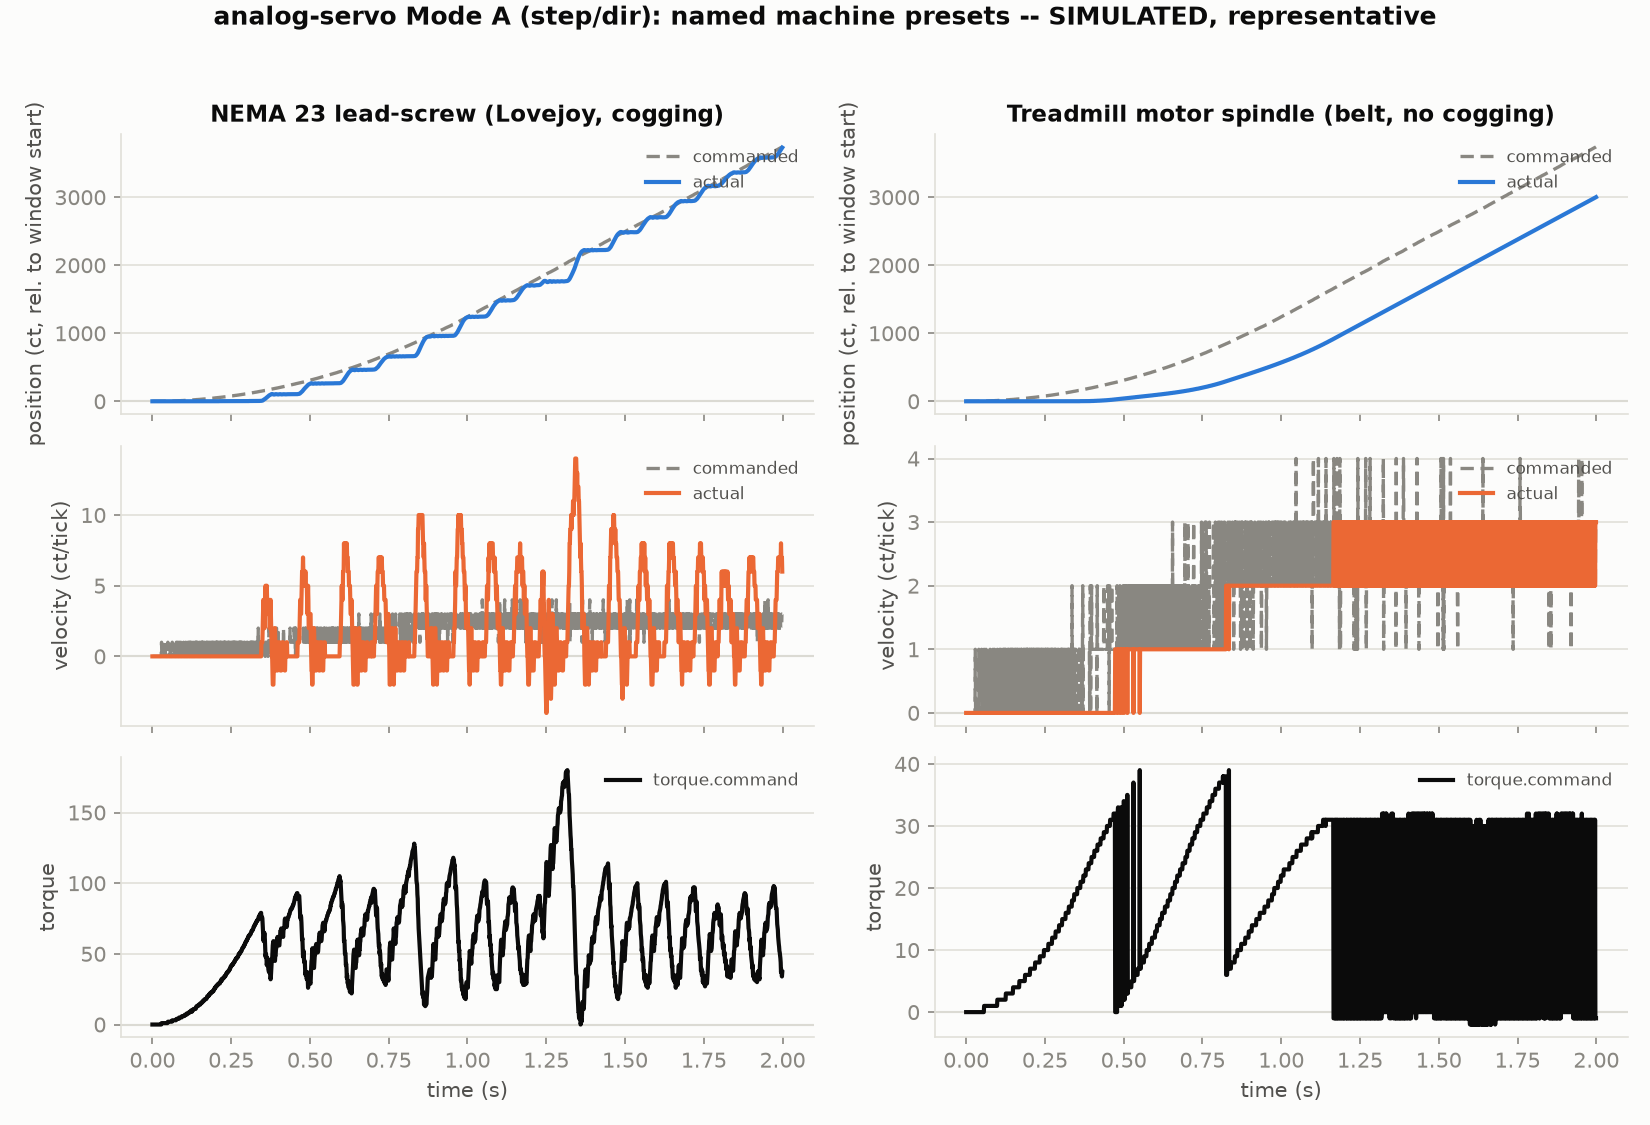 analog-servo Mode A (step/dir): named machine presets -- SIMULATED, representative
NEMA 23 lead-screw (Lovejoy, cogging)
position (ct, rel. to window start)
commanded
actual
3000
2000
1000
0
Treadmill motor spindle (belt, no cogging)
position (ct, rel. to window start)
commanded
actual
3000
2000
1000
0
velocity (ct/tick)
commanded
actual
10
5
0
velocity (ct/tick)
commanded
actual
4
3
2
1
0
torque
torque.command
150
100
50
0
0.00 0.25 0.50 0.75 1.00 1.25 1.50 1.75 2.00
time (s)
torque
torque.command
40
30
20
10
0
0.00 0.25 0.50 0.75 1.00 1.25 1.50 1.75 2.00
time (s)